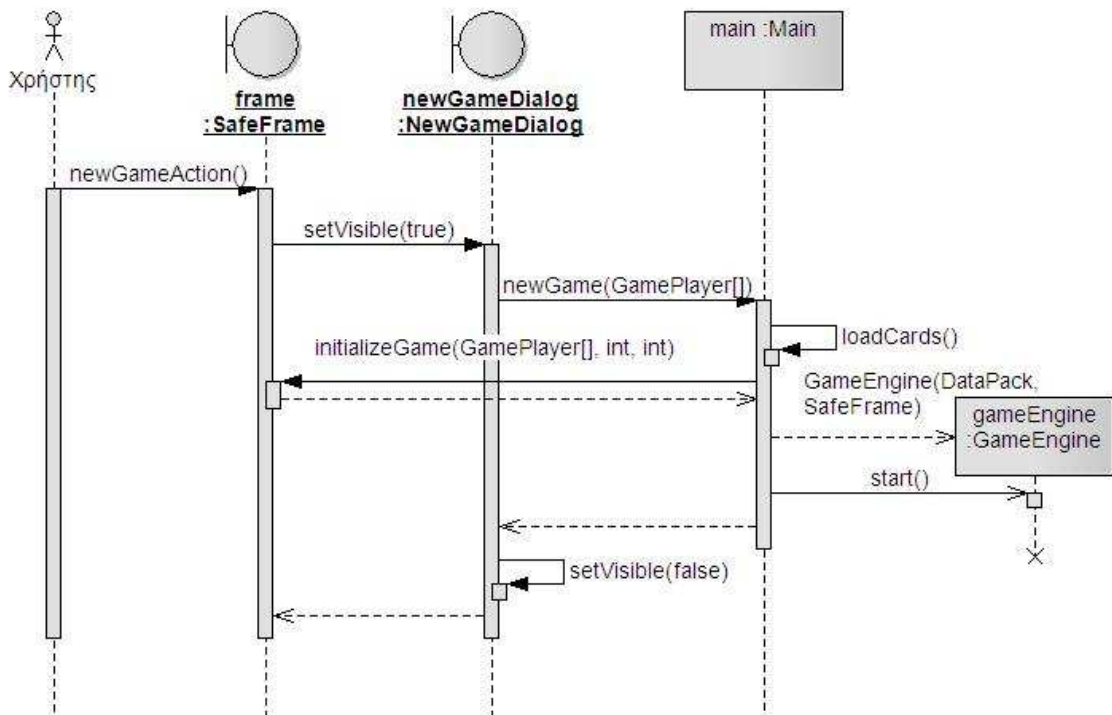 Χρήστης
frame
:SafeFrame
newGameDialog
:NewGameDialog
main :Main
newGameAction()
setVisible(true)
newGame(GamePlayer[])
loadCards()
initializeGame(GamePlayer[], int, int)
GameEngine(DataPack,
SafeFrame)
gameEngine
:GameEngine
start()
setVisible(false)